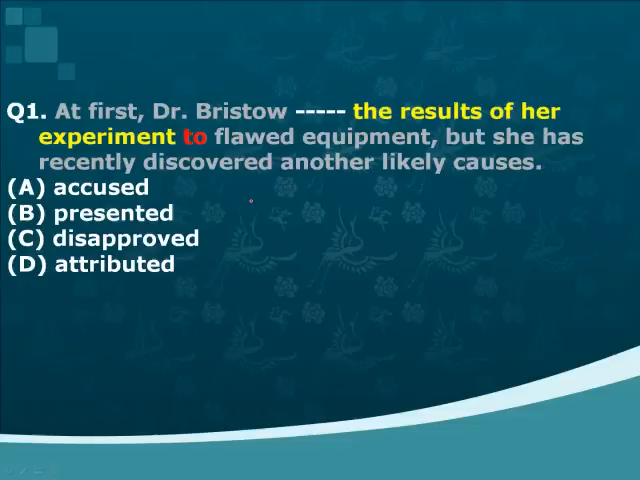 Q1. At first, Dr. Bristow ----- the results of her
experiment to flawed equipment, but she has
recently discovered another likely causes.
(A) accused
(B) presented
(C) disapproved
(D) attributed